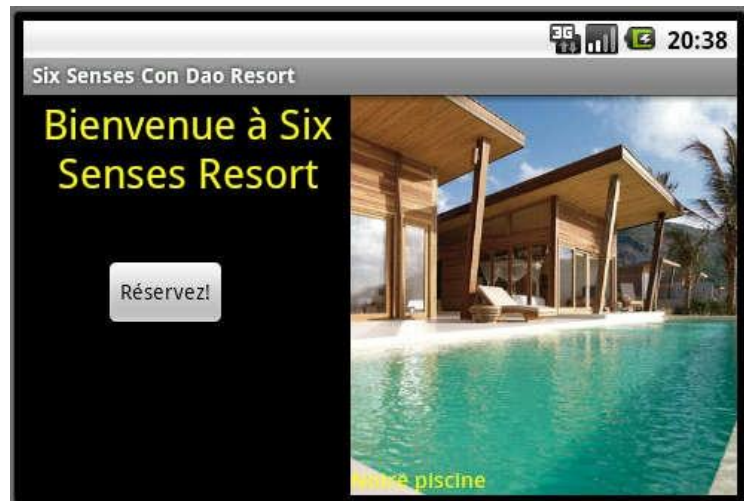 3G
20:38
Six Senses Con Dao Resort
Bienvenue à Six
Senses Resort
Réservez!
Notre piscine